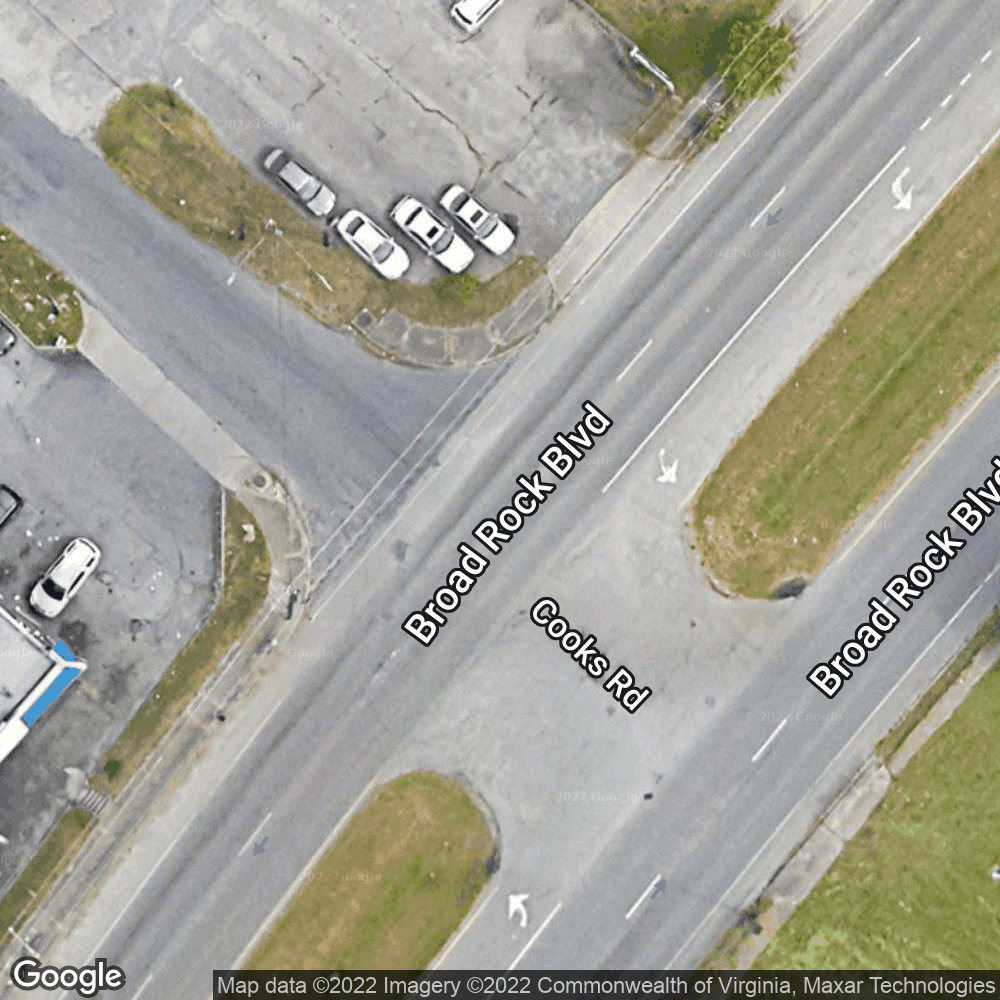 Broad Rock Blvd
Broad Rock Blvd
Cooks Rd
Google
Map data ©2022 Imagery ©2022 Commonwealth of Virginia, Maxar Technologies